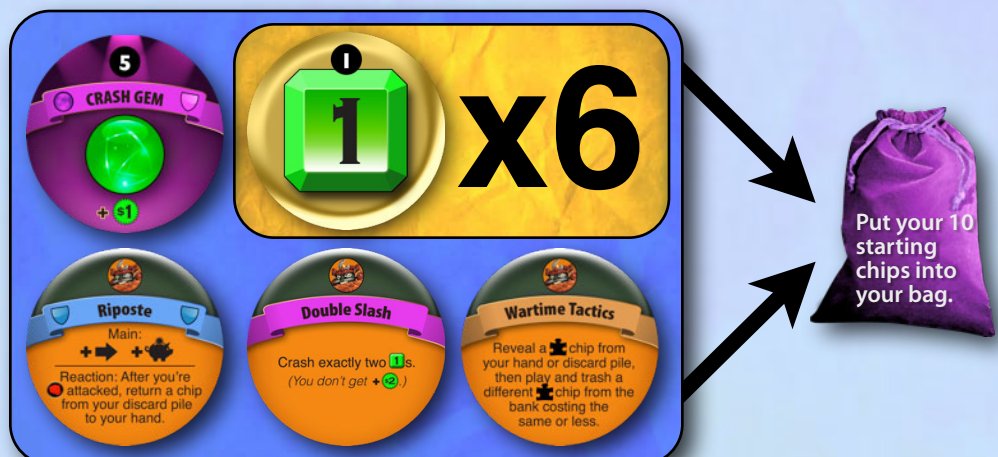 5
CRASH GEM
+ $1
1
1
x6
Riposte
Main:
+ +
Reaction: After you're
attacked, return a chip
from your discard pile
to your hand.
Double Slash
Crash exactly two 1s.
(You don't get + $2.)
Wartime Tactics
Reveal a chip from
your hand or discard pile,
then play and trash a
different chip from the
bank costing the
same or less.
Put your 10
starting
chips into
your bag.